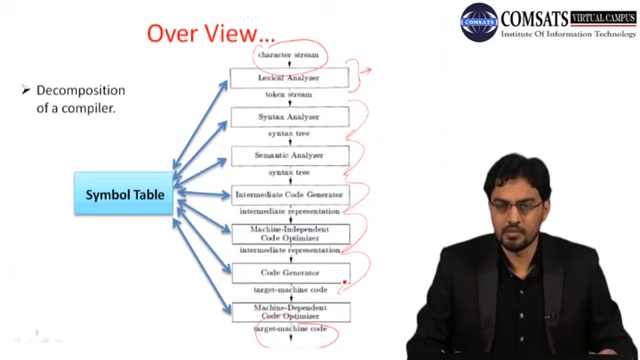 Over View...
COMSATS VIRTUAL CAMPUS
Institute Of Information Technology
➢ Decomposition
of a compiler.
Symbol Table
character stream
Lexical Analyzer
token stream
Syntax Analyzer
syntax tree
Semantic Analyzer
syntax tree
Intermediate Code Generator
intermediate representation
Machine-Independent
Code Optimizer
intermediate representation
Code Generator
target-machine code
Machine-Dependent
Code Optimizer
target-machine code